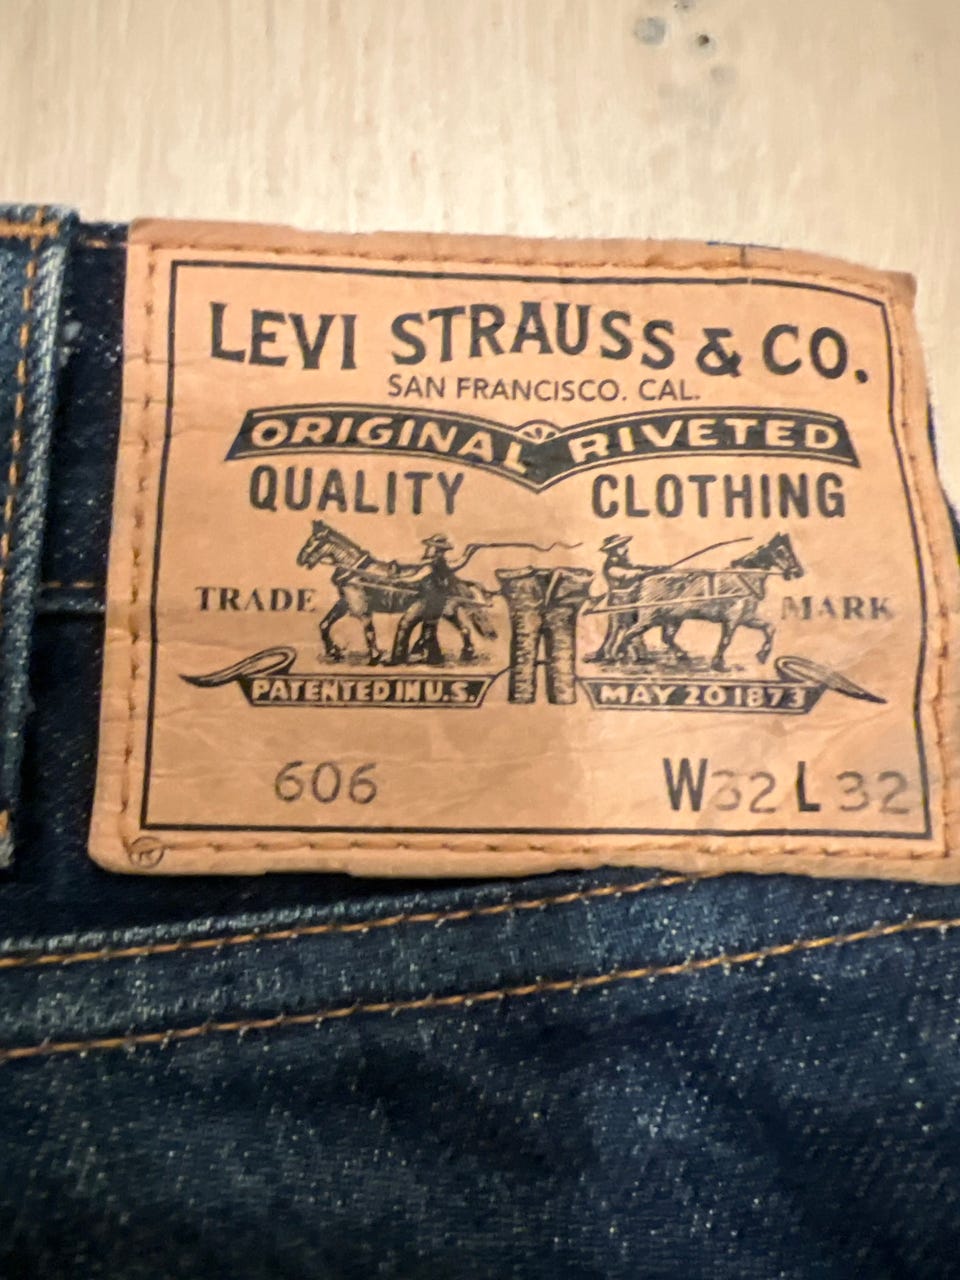 LEVI STRAUSS & CO.
SAN FRANCISCO. CAL.
ORIGINAL RIVETED
QUALITY CLOTHING
TRADE MARK
PATENTED IN U.S. MAY 20 1873
606 W32 L 32
®